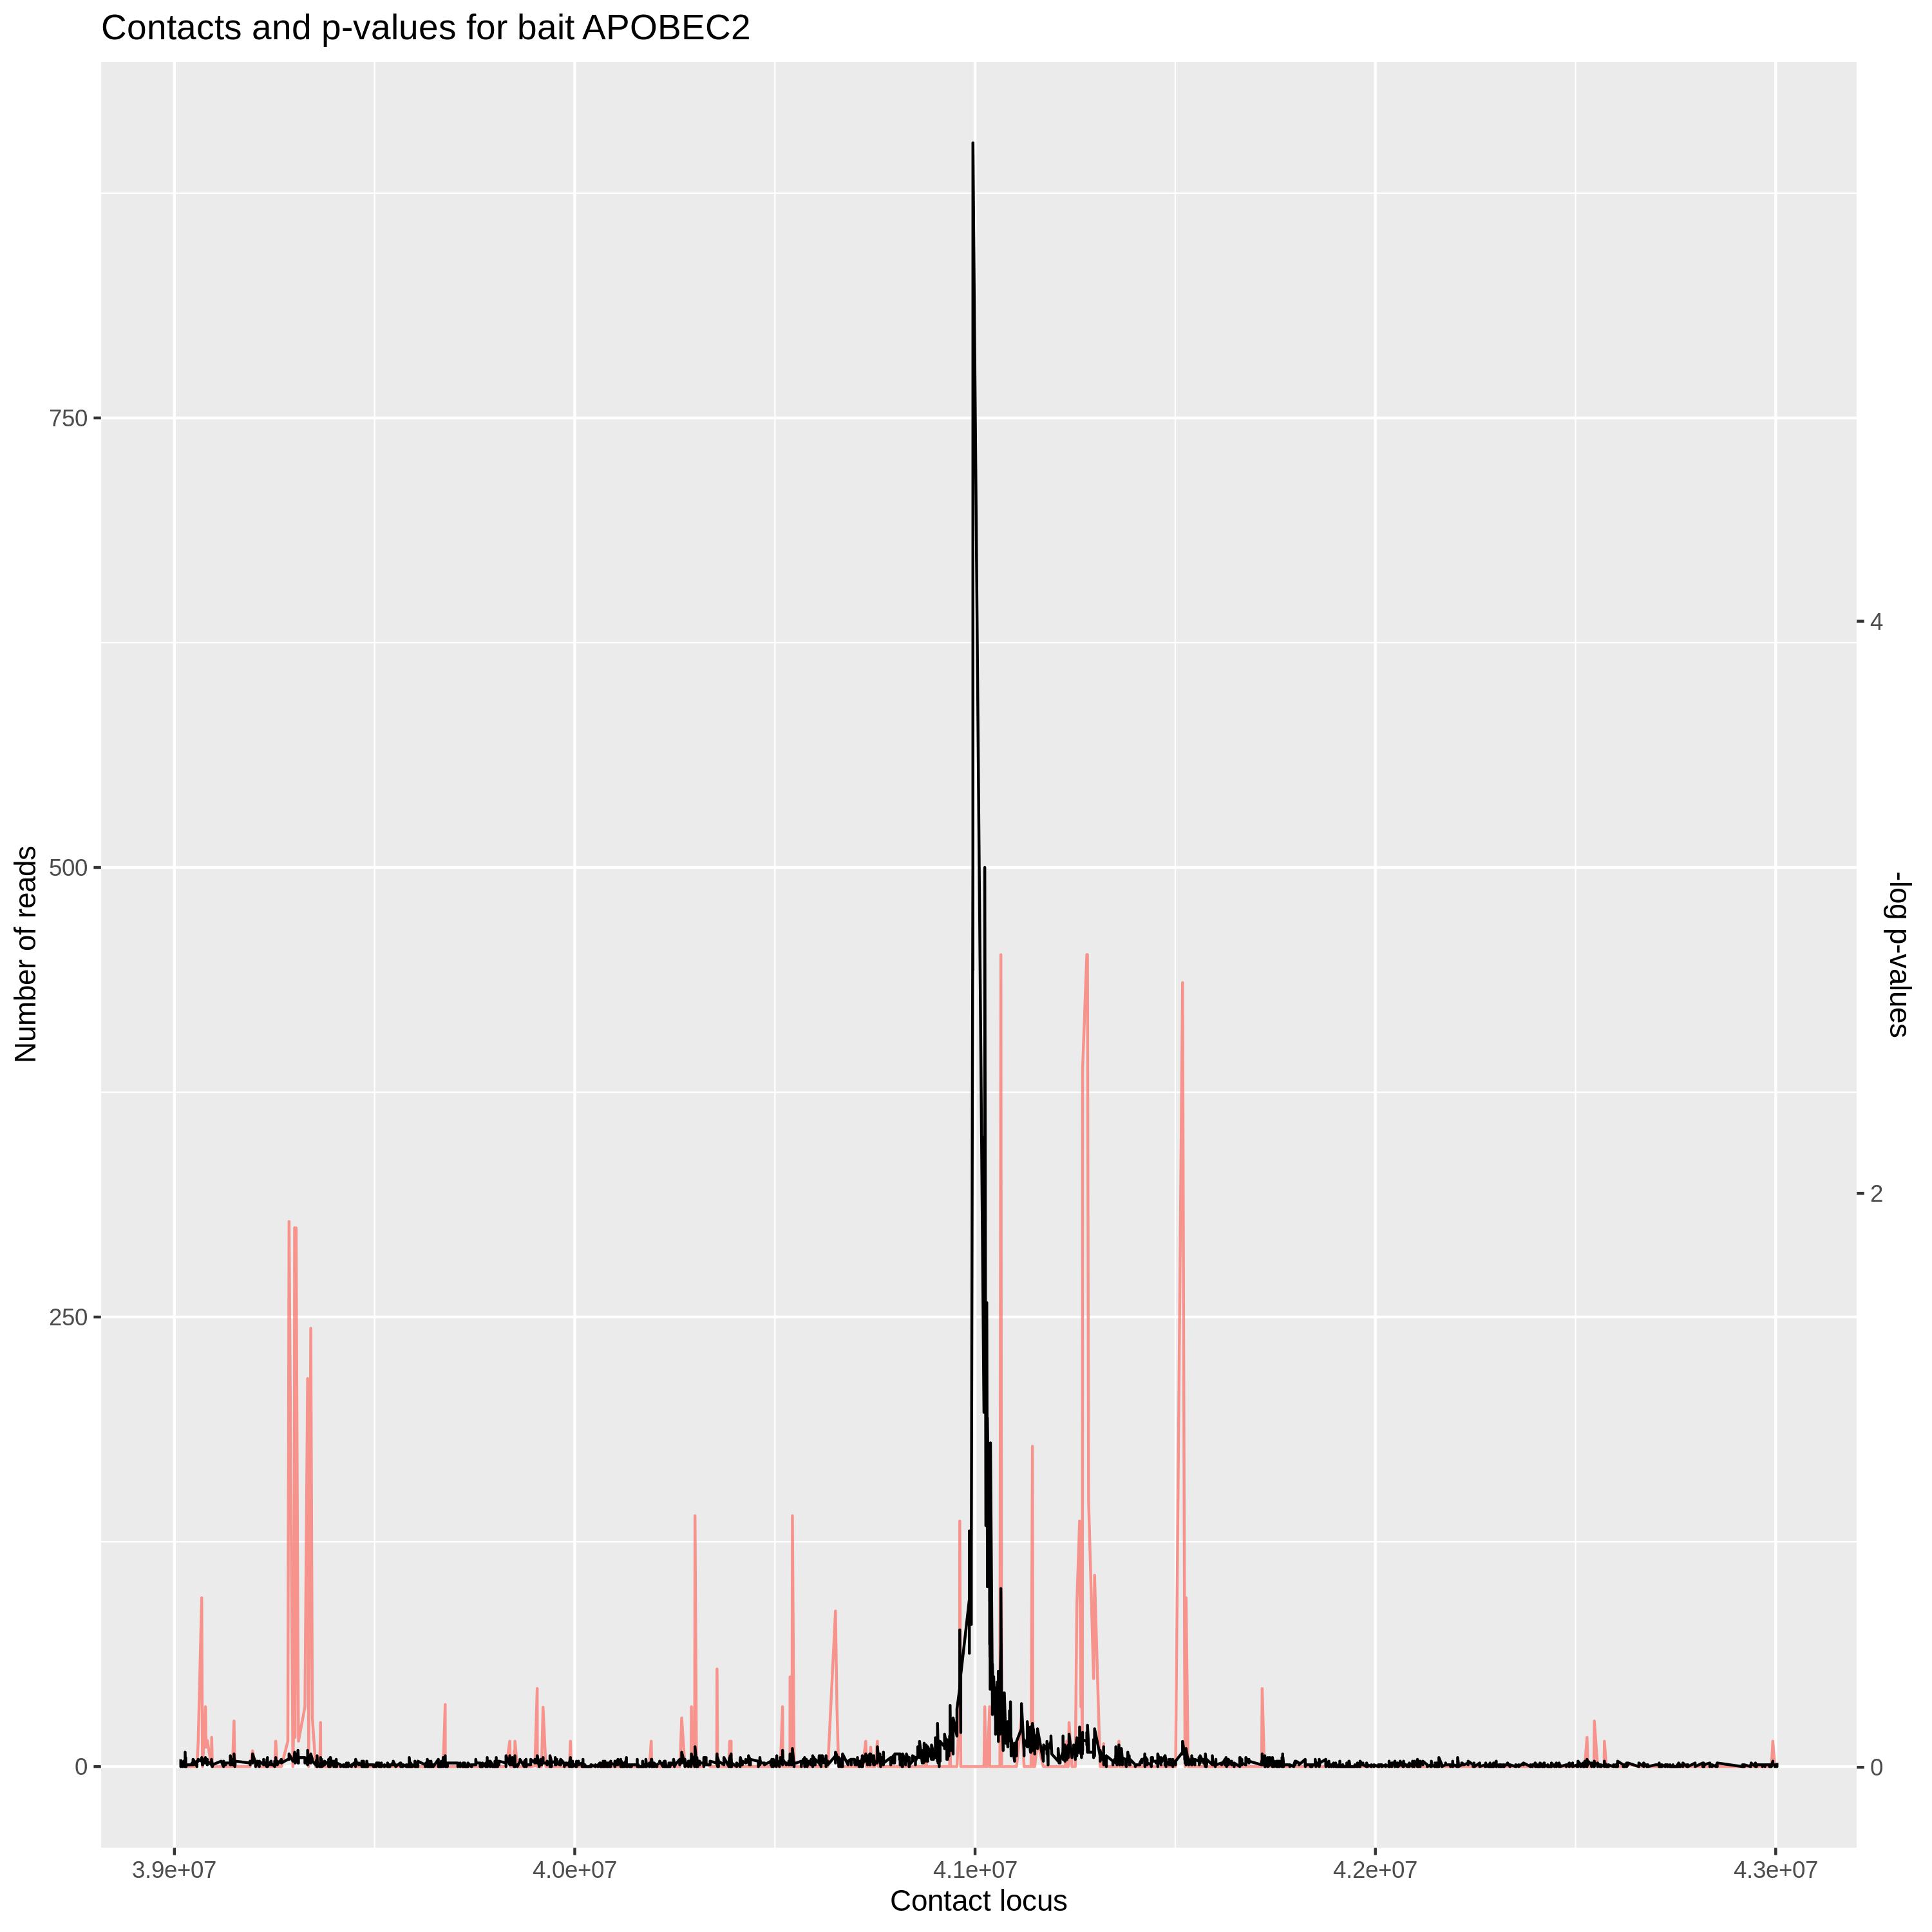 Contacts and p-values for bait APOBEC2
750
500
250
0
Number of reads
4
2
0
-log p-values
3.9e+07 4.0e+07 4.1e+07 4.2e+07 4.3e+07
Contact locus